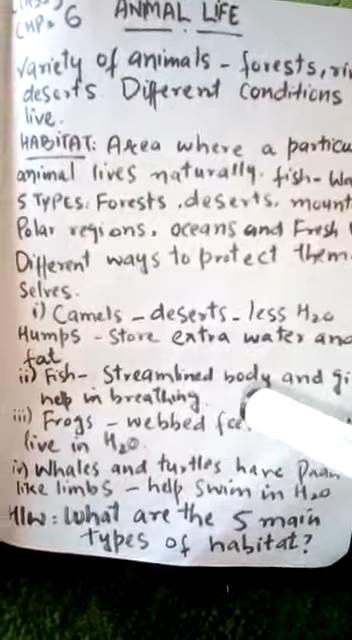 CHP- 6 ANIMAL LIFE
Variety of animals - forests,
deserts Different conditions
live.
HABITAT: Area where a
animal lives naturally. fish-
5 TYPES: Forests, deserts,
Polar regions, oceans and Fresh
Different ways to protect them-
Selves.
i) Camels - deserts - less H2O
Humps - Store extra water and
fat
ii) Fish - Streamlined body and
help in breathing.
iii) Frogs - webbed
live in H2O.
iv) Whales and turtles have
like limbs - help swim in H2O
H/W: What are the 5 main
types of habitat?